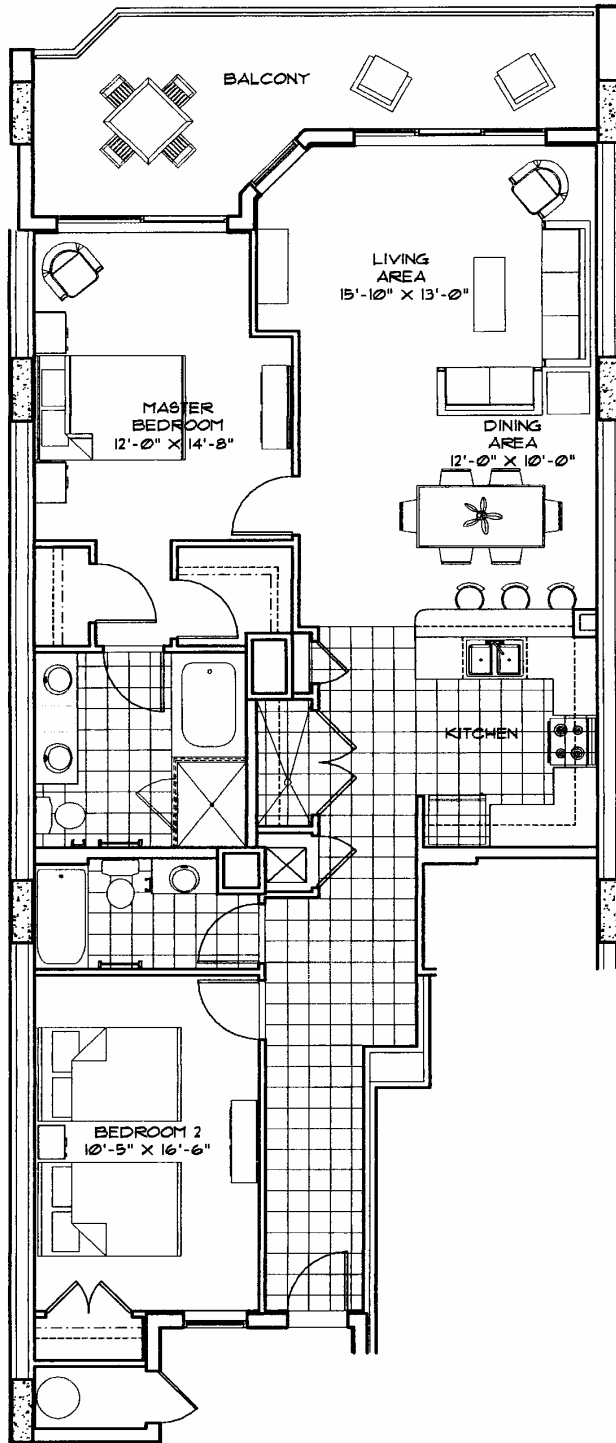 BALCONY
LIVING
AREA
15'-10" X 13'-0"
MASTER
BEDROOM
12'-0" X 14'-8"
DINING
AREA
12'-0" X 10'-0"
KITCHEN
BEDROOM 2
10'-5" X 16'-6"